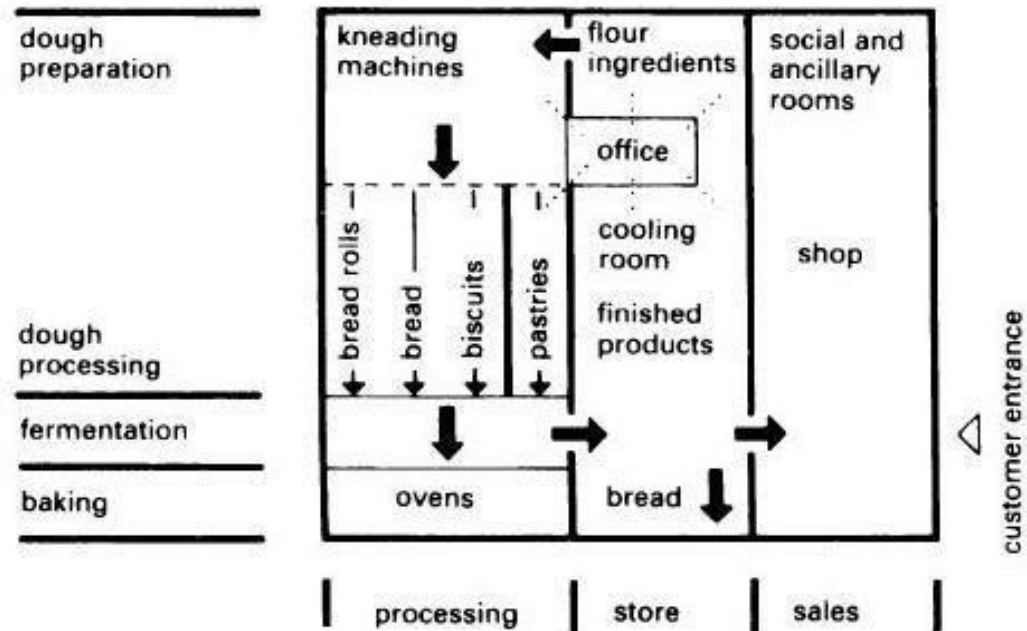 dough
preparation
kneading
machines
flour
ingredients
social and
ancillary
rooms
office
bread rolls
bread
biscuits
pastries
cooling
room
finished
products
shop
dough
processing
fermentation
baking
ovens
bread
customer entrance
processing
store
sales